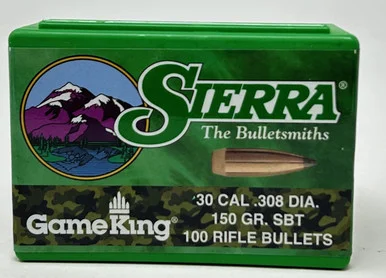 SIERRA®
The Bulletsmiths
GameKing®
30 CAL .308 DIA.
150 GR. SBT
100 RIFLE BULLETS